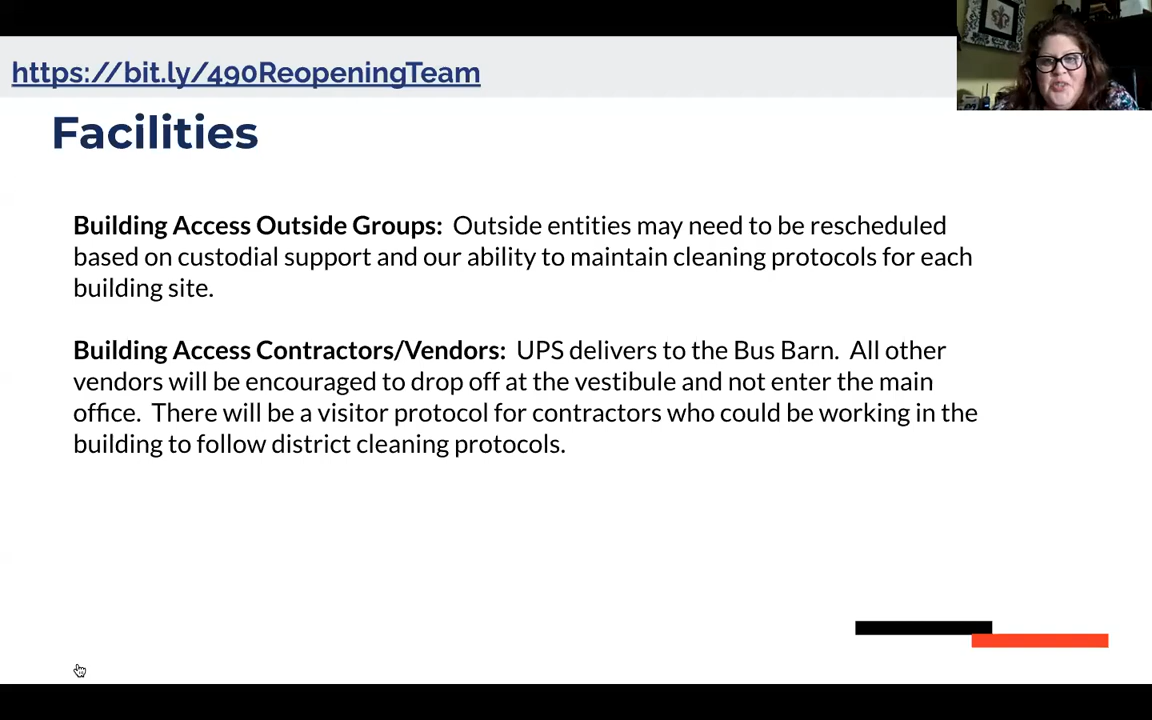 https://bit.ly/490ReopeningTeam
Facilities
Building Access Outside Groups: Outside entities may need to be rescheduled
based on custodial support and our ability to maintain cleaning protocols for each
building site.
Building Access Contractors/Vendors: UPS delivers to the Bus Barn. All other
vendors will be encouraged to drop off at the vestibule and not enter the main
office. There will be a visitor protocol for contractors who could be working in the
building to follow district cleaning protocols.